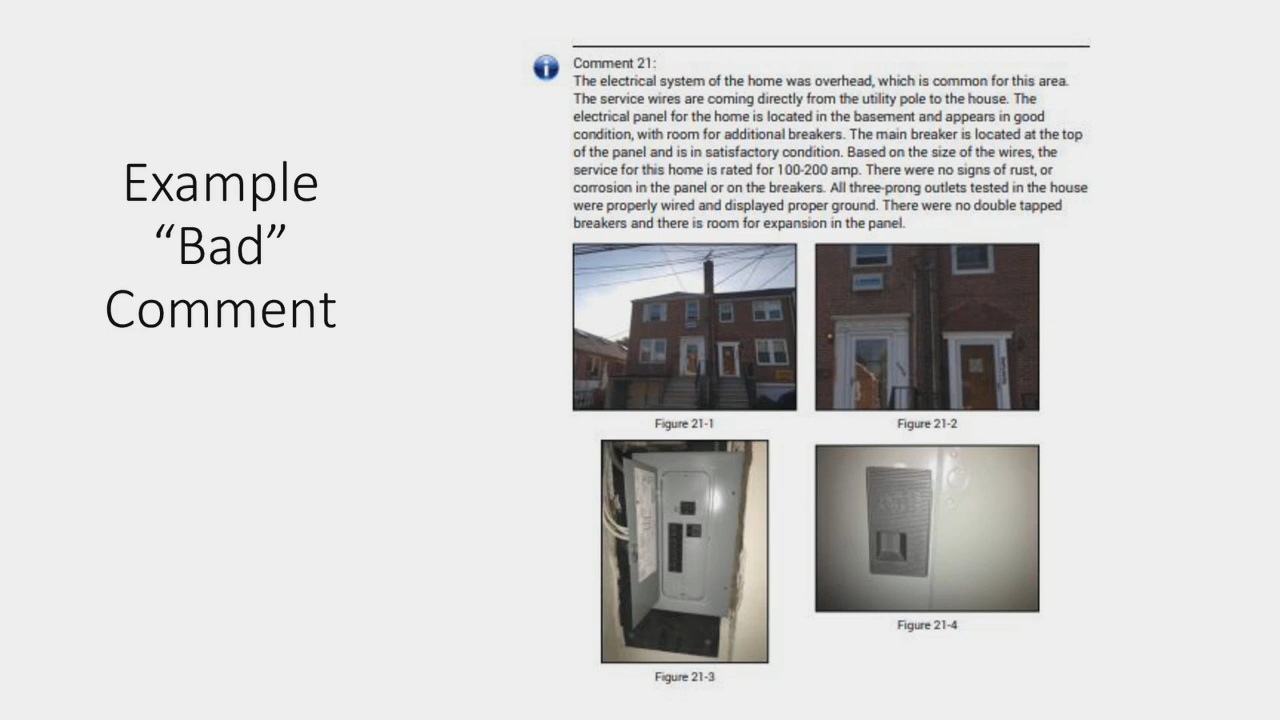 Example
“Bad”
Comment
Comment 21:
The electrical system of the home was overhead, which is common for this area.
The service wires are coming directly from the utility pole to the house. The
electrical panel for the home is located in the basement and appears in good
condition, with room for additional breakers. The main breaker is located at the top
of the panel and is in satisfactory condition. Based on the size of the wires, the
service for this home is rated for 100-200 amp. There were no signs of rust, or
corrosion in the panel or on the breakers. All three-prong outlets tested in the house
were properly wired and displayed proper ground. There were no double tapped
breakers and there is room for expansion in the panel.
Figure 21-1
Figure 21-2
Figure 21-3
Figure 21-4